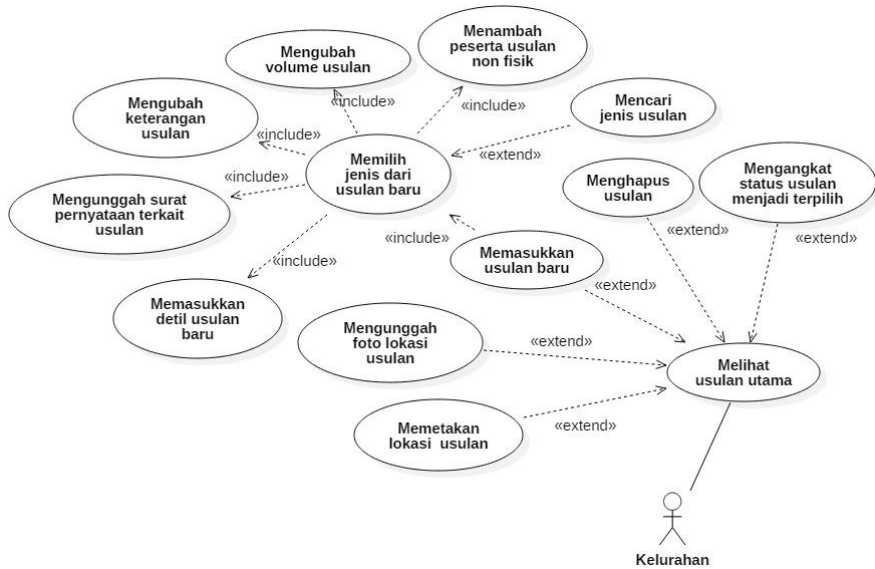 Menambah
peserta usulan
non fisik
Mengubah
volume usulan
Mengubah
keterangan
usulan
Mencari
jenis usulan
«include»
«include»
«include»
«extend»
Memilih
jenis dari
usulan baru
Mengangkat
status usulan
menjadi terpilih
Menghapus
usulan
Mengunggah surat
pernyataan terkait
usulan
«include»
«include»
«extend»
«extend»
Memasukkan
usulan baru
«include»
«extend»
Memasukkan
detil usulan
baru
Mengunggah
foto lokasi
usulan
«extend»
Melihat
usulan utama
Memetakan
lokasi usulan
«extend»
Kelurahan